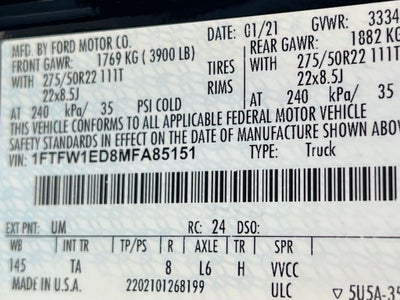 DATE: 01/21 GVWR: 3334
MFD. BY FORD MOTOR CO. REAR GAWR: 1882 KG
FRONT GAWR: 1769 KG (3900 LB) WITH 275/50R22 111T
WITH 275/50R22 111T TIRES 22x8.5J
22x8.5J RIMS AT 240 kPa/ 35
AT 240 kPa/ 35 PSI COLD
THIS VEHICLE CONFORMS TO ALL APPLICABLE FEDERAL MOTOR VEHICLE
SAFETY STANDARDS IN EFFECT ON THE DATE OF MANUFACTURE SHOWN ABOVE
VIN: 1FTFW1ED8MFA85151 TYPE: Truck
EXT PNT: UM RC: 24 DSO:
WB INT TR TP/PS R AXLE TR SPR
145 TA 8 L6 H VVCC
MADE IN U.S.A. 2202101268199 ULC ▽ 5U5A-35